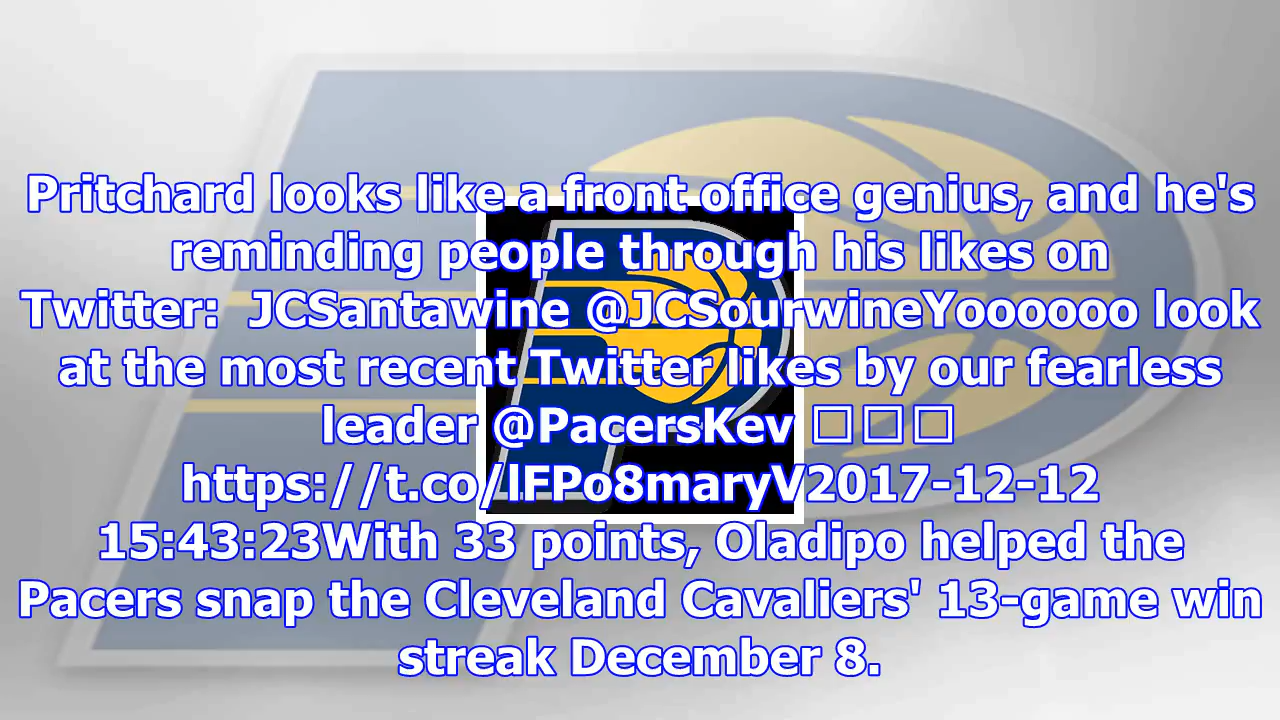 Pritchard looks like a front office genius, and he's
reminding people through his likes on
Twitter:  JCSantawine @JCSourwineYoooooo look
at the most recent Twitter likes by our fearless
leader @PacersKev □□□
https://t.co/lFPo8maryV2017-12-12
15:43:23With 33 points, Oladipo helped the
Pacers snap the Cleveland Cavaliers' 13-game win
streak December 8.